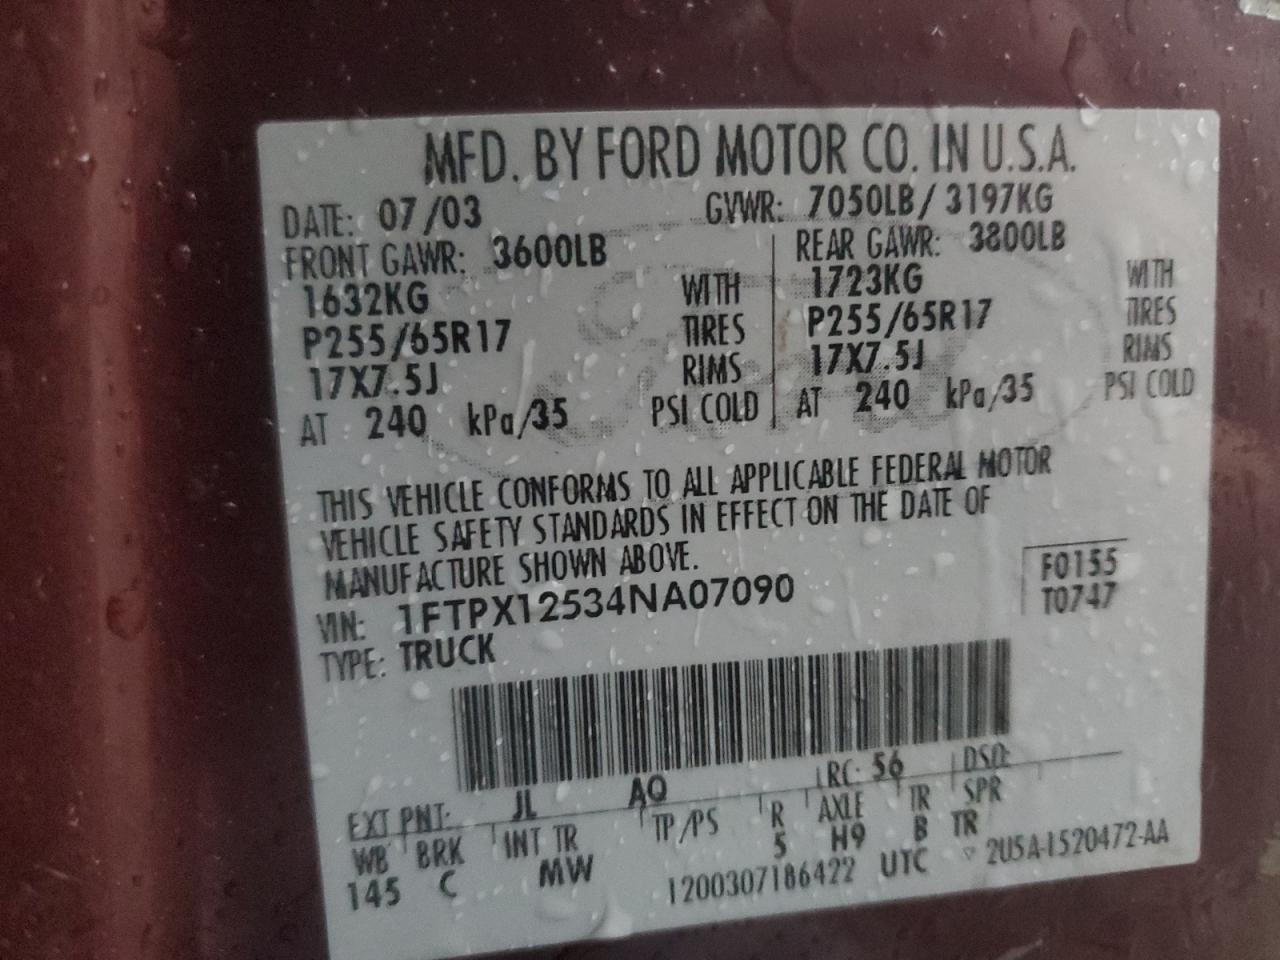 MFD. BY FORD MOTOR CO. IN U.S.A.
DATE: 07/03 GVWR: 7050LB/ 3197KG
FRONT GAWR: 3600LB REAR GAWR: 3800LB
1632KG WITH 1723KG WITH
P255/65R17 TIRES P255/65R17 TIRES
17X7.5J RIMS 17X7.5J RIMS
AT 240 kPa/35 PSI COLD AT 240 kPa/35 PSI COLD
THIS VEHICLE CONFORMS TO ALL APPLICABLE FEDERAL MOTOR
VEHICLE SAFETY STANDARDS IN EFFECT ON THE DATE OF
MANUFACTURE SHOWN ABOVE.
F0155
VIN: 1FTPX12534NA07090
T0747
TYPE: TRUCK
EXT PNT: JL AQ RC: 56 DSO:
WB BRK INT TR TP/PS R AXLE TR SPR
145 C MW 5 H9 B TR
1200307186422 UTC ▽ 2U5A-1520472-AA